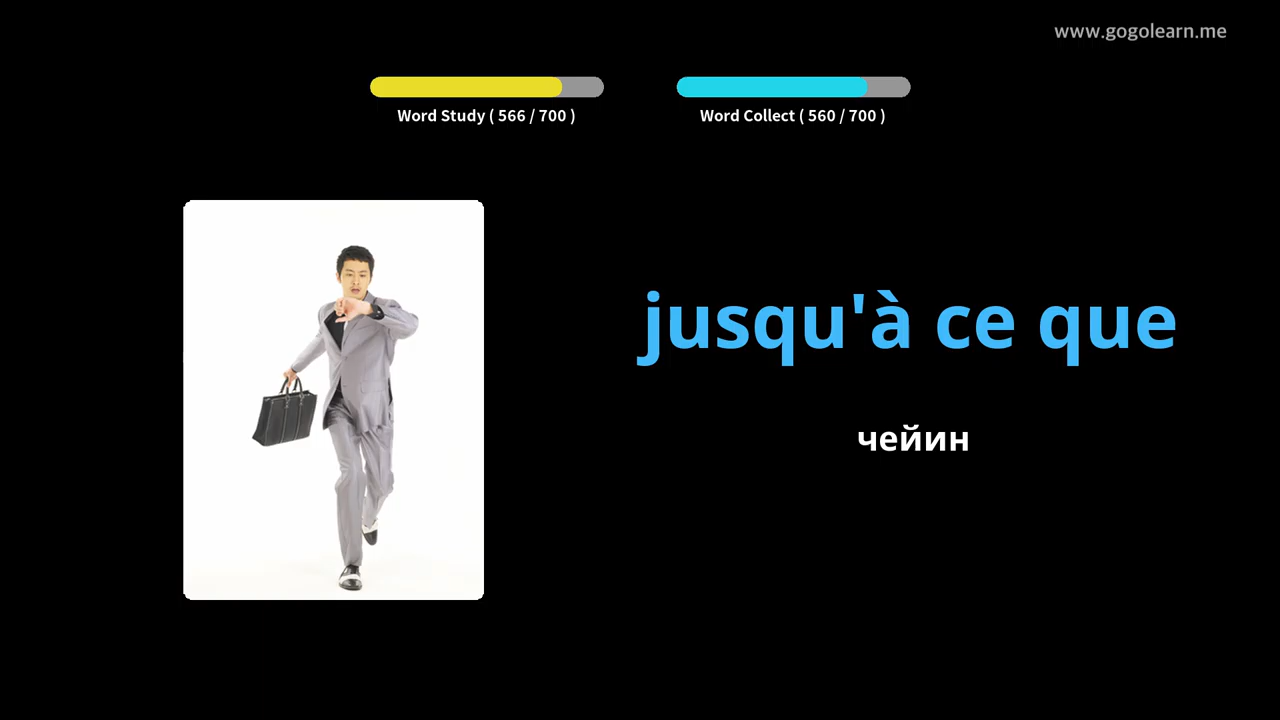 www.gogolearn.me
Word Study ( 566 / 700 )
Word Collect ( 560 / 700 )
jusqu'à ce que
чейин